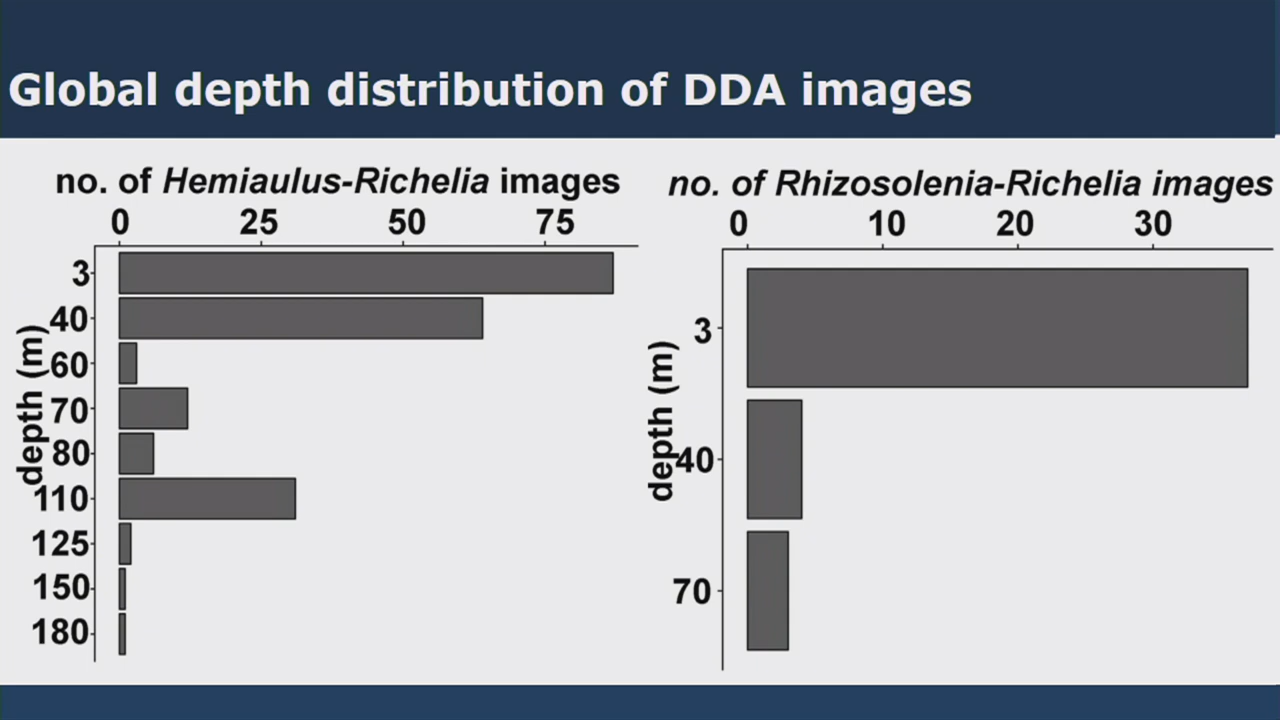 Global depth distribution of DDA images
no. of Hemiaulus-Richelia images
0 25 50 75
depth (m)
3
40
60
70
80
110
125
150
180
no. of Rhizosolenia-Richelia images
0 10 20 30
depth (m)
3
40
70